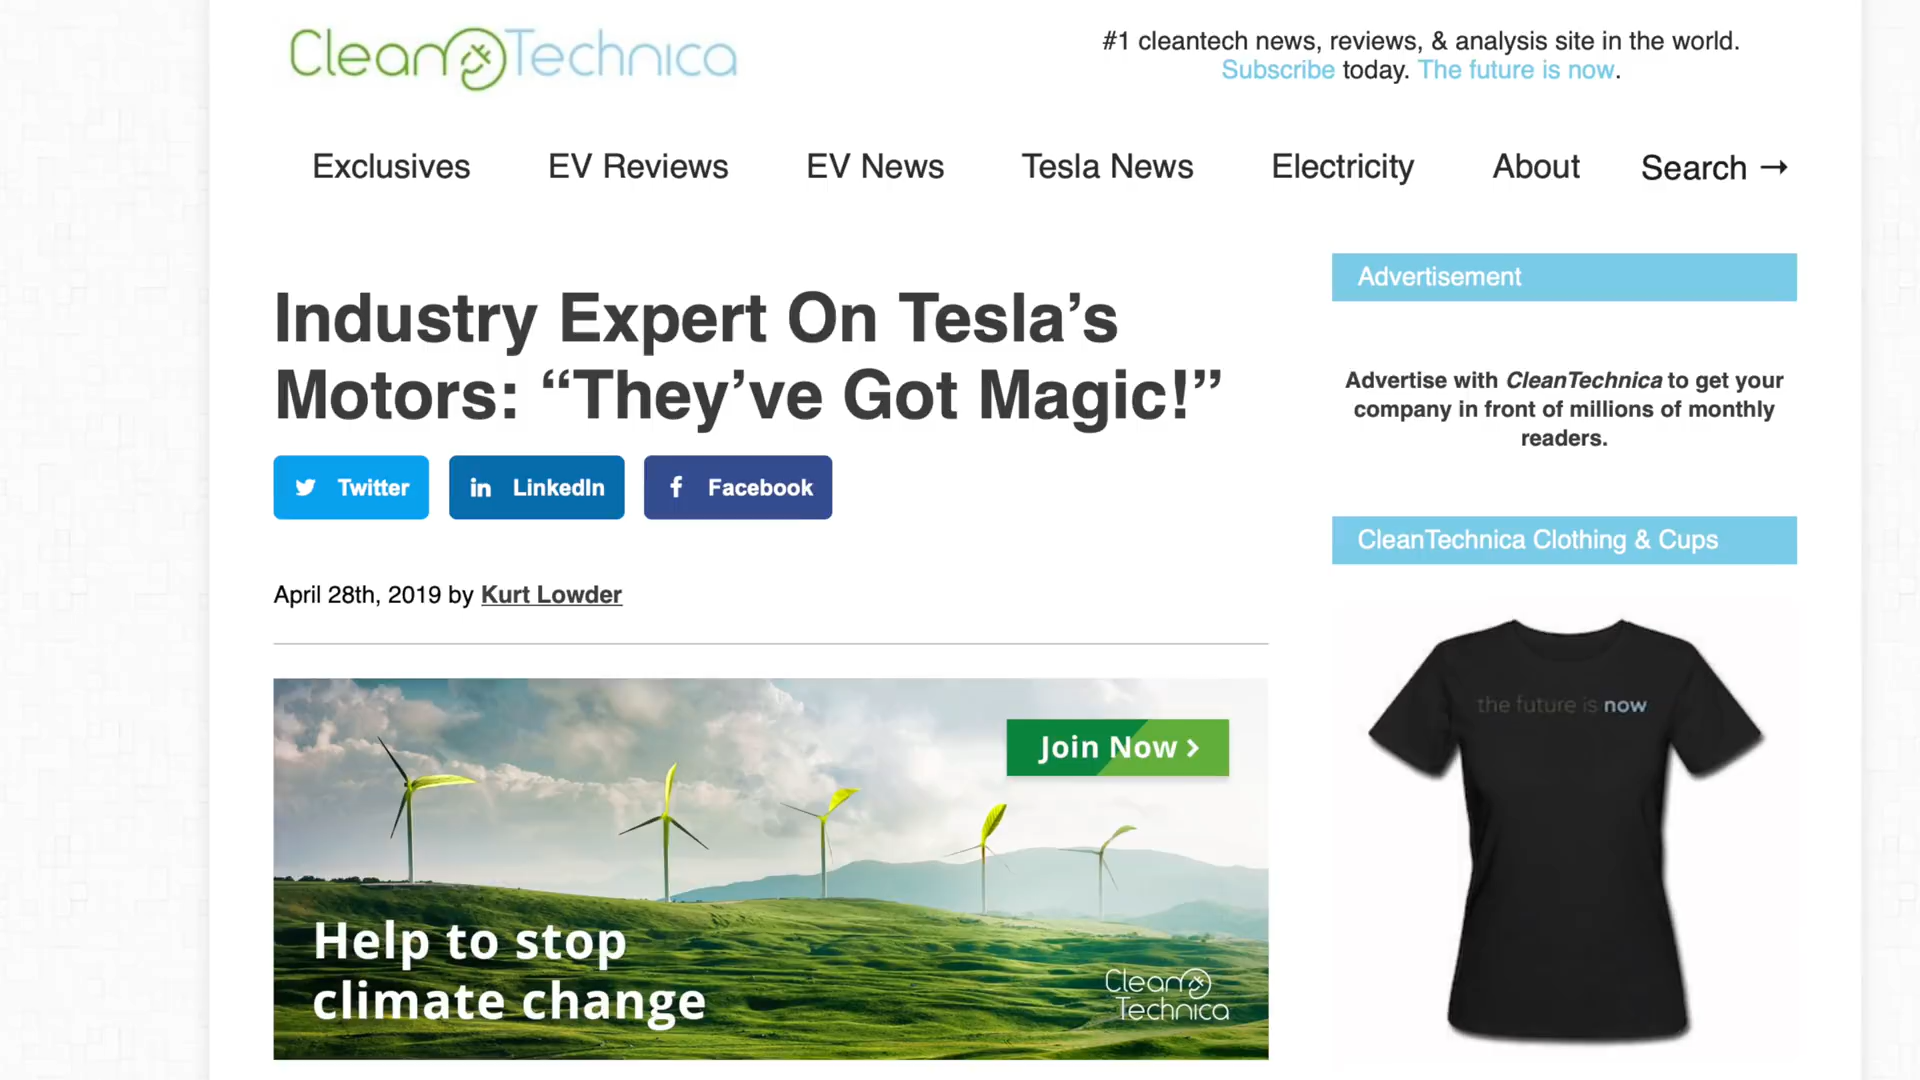 CleanTechnica
#1 cleantech news, reviews, & analysis site in the world.
Subscribe today. The future is now.
Exclusives
EV Reviews
EV News
Tesla News
Electricity
About
Search →
Industry Expert On Tesla’s
Motors: “They’ve Got Magic!”
Twitter
in LinkedIn
f Facebook
April 28th, 2019 by Kurt Lowder
Join Now >
Help to stop
climate change
Clean
Technica
Advertisement
Advertise with CleanTechnica to get your
company in front of millions of monthly
readers.
CleanTechnica Clothing & Cups
the future is now